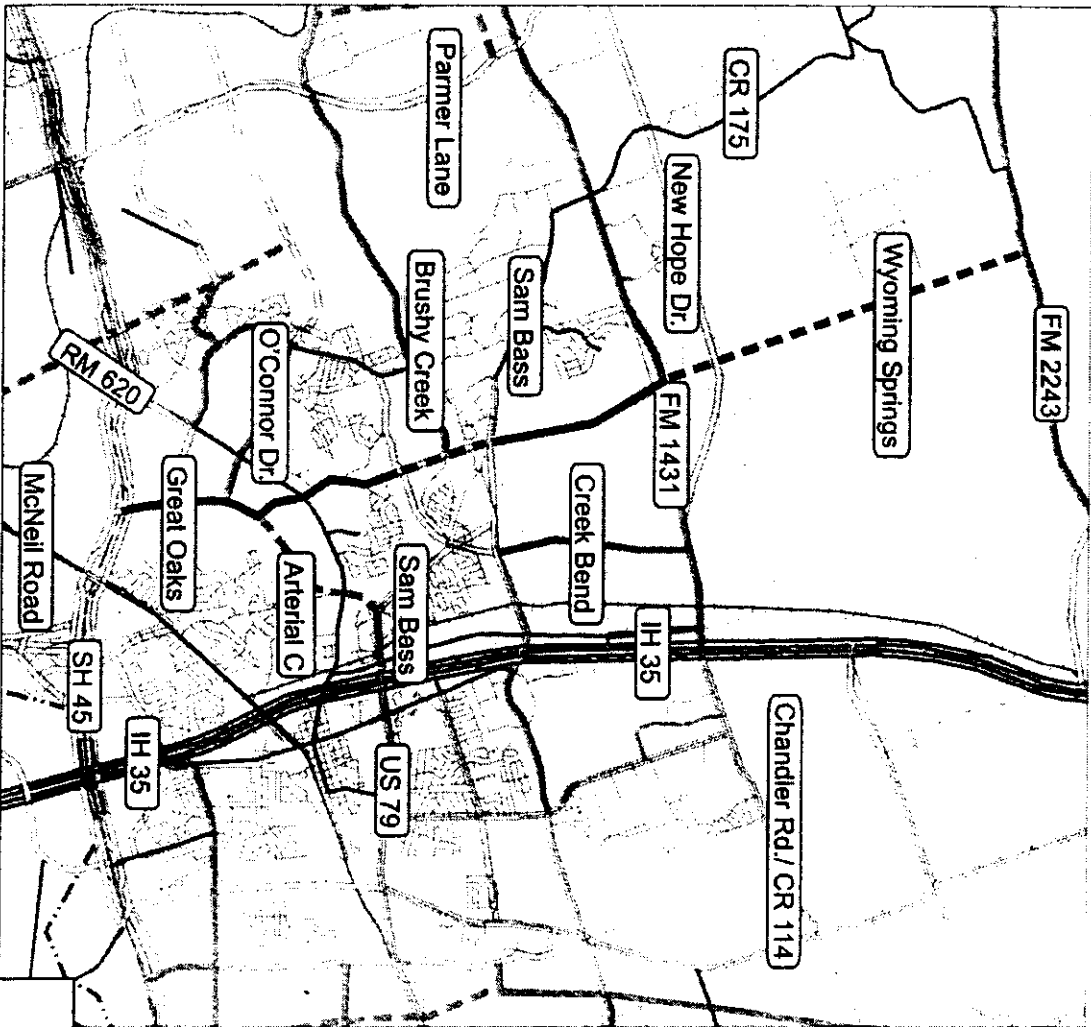 FM 2243
Wyoming Springs
Chandler Rd./ CR 114
CR 175
New Hope Dr.
FM 1431
IH 35
Creek Bend
Sam Bass
Parmer Lane
Brushy Creek
Sam Bass
US 79
Arterial C
O'Connor Dr.
Great Oaks
IH 35
RM 620
SH 45
McNeil Road